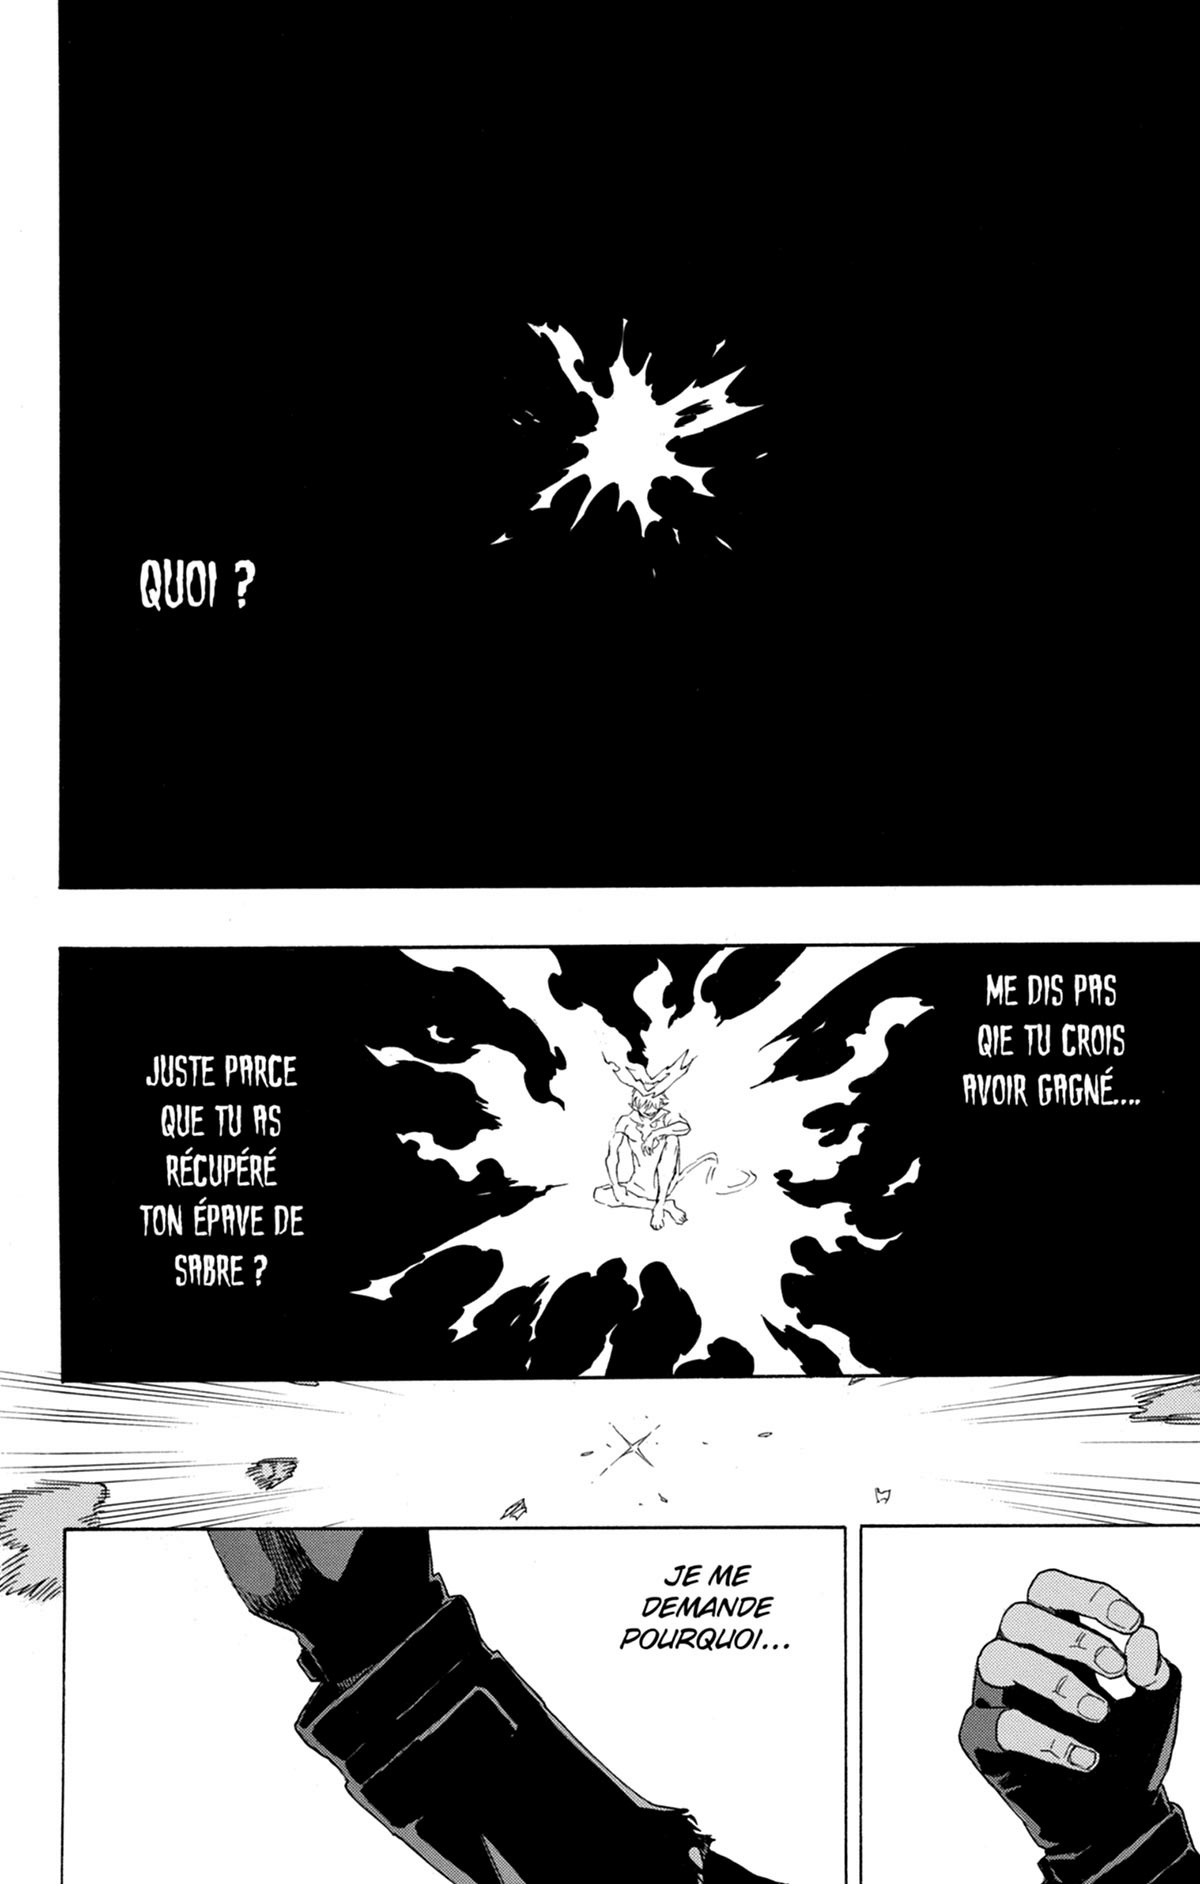 QUOI ?
ME DIS PAS
QIE TU CROIS
AVOIR GAGNÉ....
JUSTE PARCE
QUE TU AS
RÉCUPÉRÉ
TON ÉPAVE DE
SABRE ?
JE ME
DEMANDE
POURQUOI...